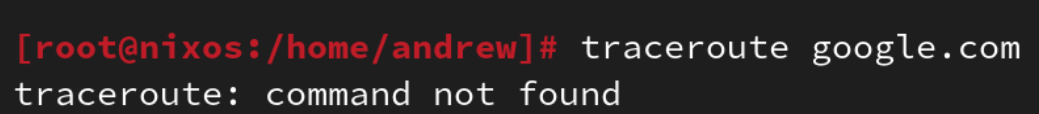 [root@nixos:/home/andrew]# traceroute google.com
traceroute: command not found